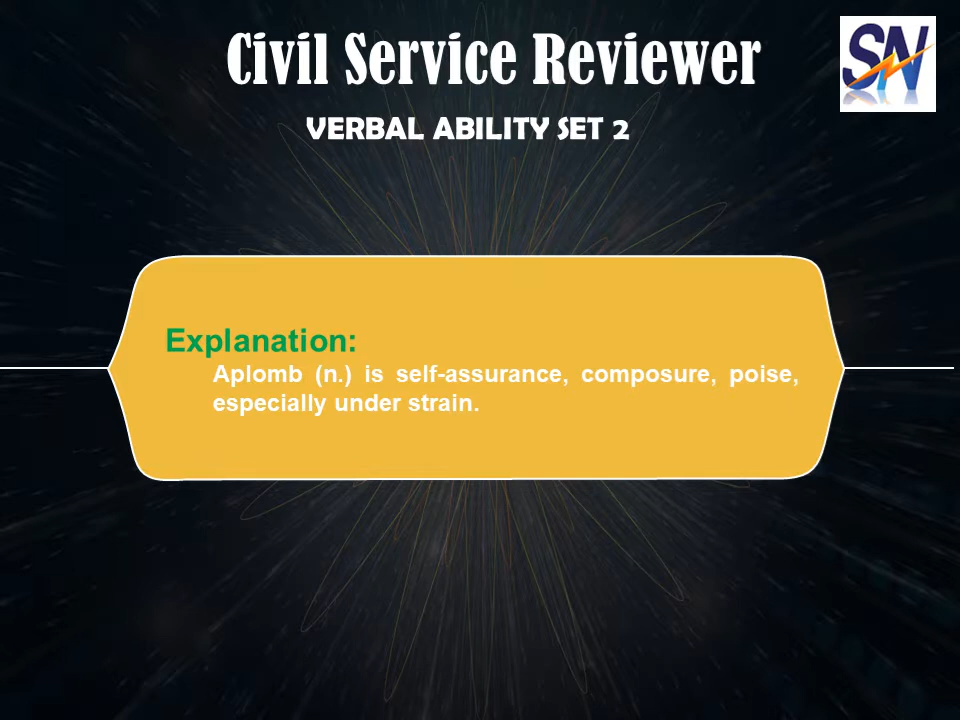 Civil Service Reviewer
SN
VERBAL ABILITY SET 2
Explanation:
Aplomb (n.) is self-assurance, composure, poise,
especially under strain.